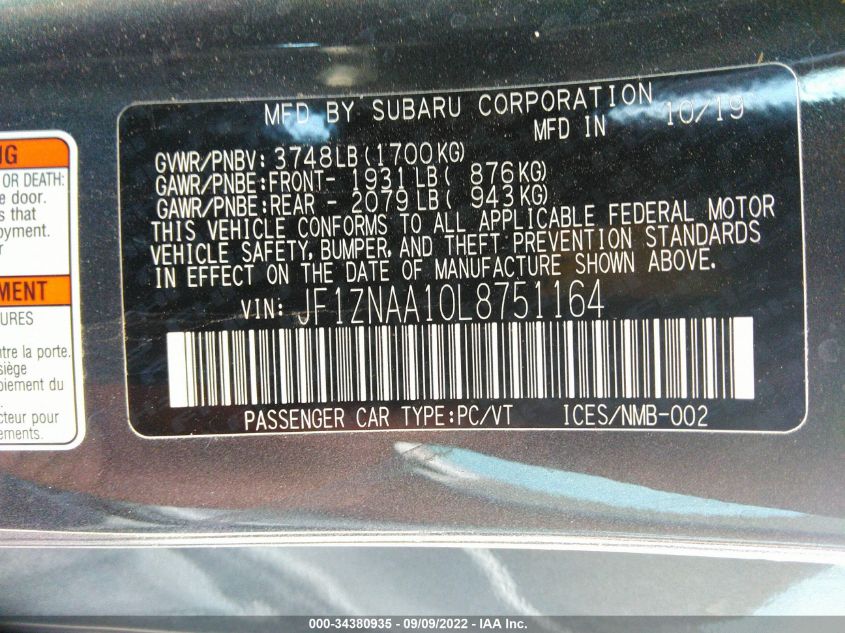 MFD BY SUBARU CORPORATION
MFD IN 10/19
GVWR/PNBV: 3748LB (1700KG)
GAWR/PNBE:FRONT- 1931LB( 876KG)
GAWR/PNBE:REAR - 2079LB( 943KG)
THIS VEHICLE CONFORMS TO ALL APPLICABLE FEDERAL MOTOR
VEHICLE SAFETY, BUMPER, AND THEFT PREVENTION STANDARDS
IN EFFECT ON THE DATE OF MANUFACTURE SHOWN ABOVE.
VIN: JF1ZNAA10L8751164
PASSENGER CAR TYPE:PC/VT ICES/NMB-002
NG
OR DEATH:
e door.
s that
oyment.
r
EMENT
URES
ntre la porte.
siège
oiement du
cteur pour
ements.
000-34380935 - 09/09/2022 - IAA Inc.